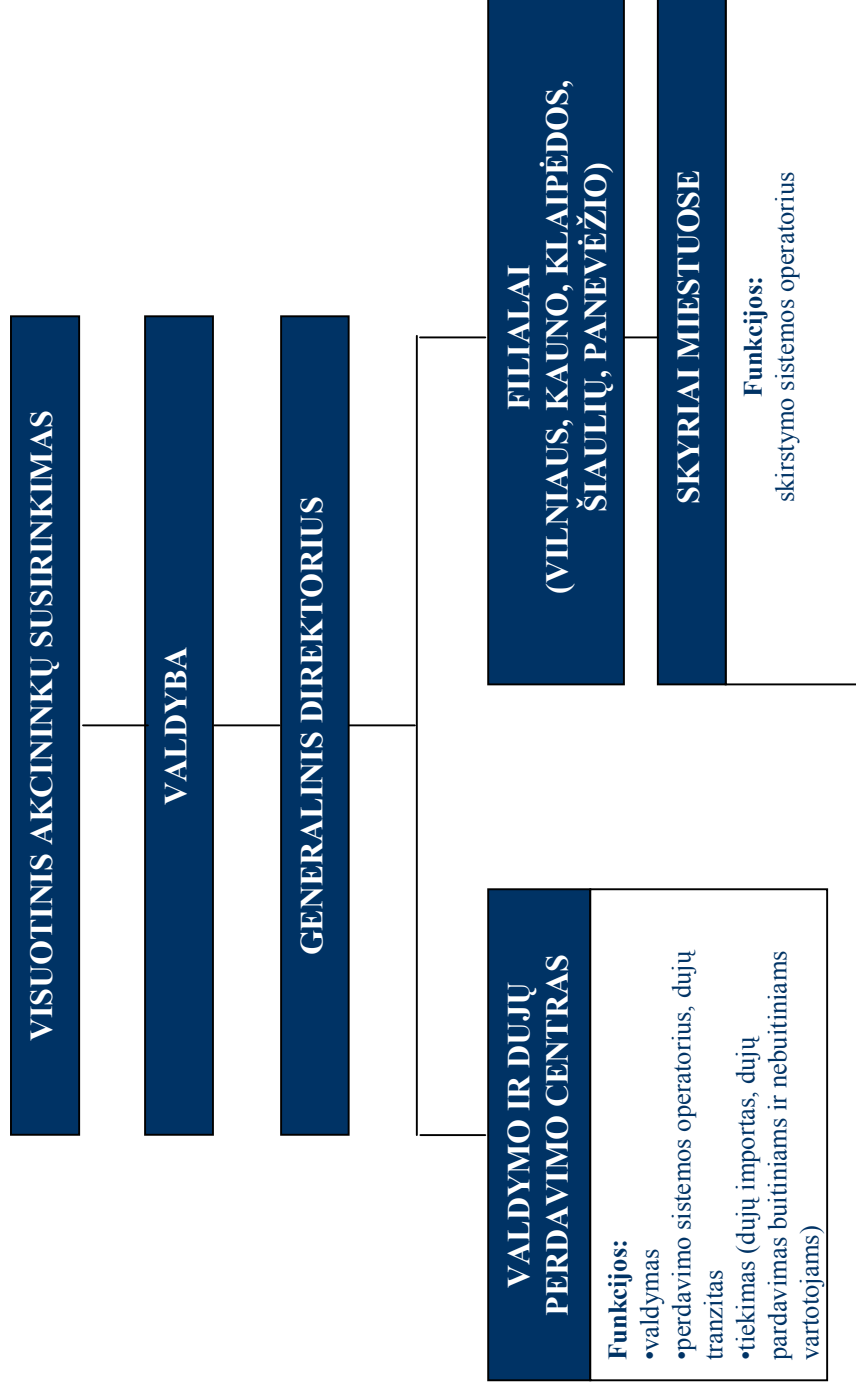 VISUOTINIS AKCININKŲ SUSIRINKIMAS
VALDYBA
GENERALINIS DIREKTORIUS
VALDYMO IR DUJŲ
PERDAVIMO CENTRAS
Funkcijos:
•valdymas
•perdavimo sistemos operatorius, dujų
tranzitas
•tiekimas (dujų importas, dujų
pardavimas buitiniams ir nebuitiniams
vartotojams)
FILIALAI
(VILNIAUS, KAUNO, KLAIPĖDOS,
ŠIAULIŲ, PANEVĖŽIO)
SKYRIAI MIESTUOSE
Funkcijos:
skirstymo sistemos operatorius